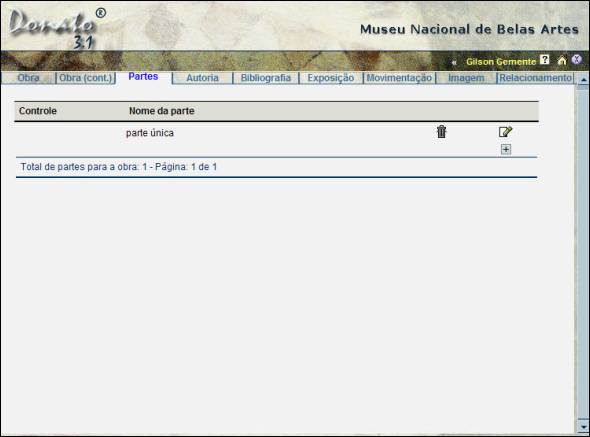 Donato ®
3.1
Museu Nacional de Belas Artes
« Gilson Gemente ?
Obra Obra (cont.) Partes Autoria Bibliografia Exposição Movimentação Imagem Relacionamento
Controle Nome da parte
parte única
Total de partes para a obra: 1 - Página: 1 de 1